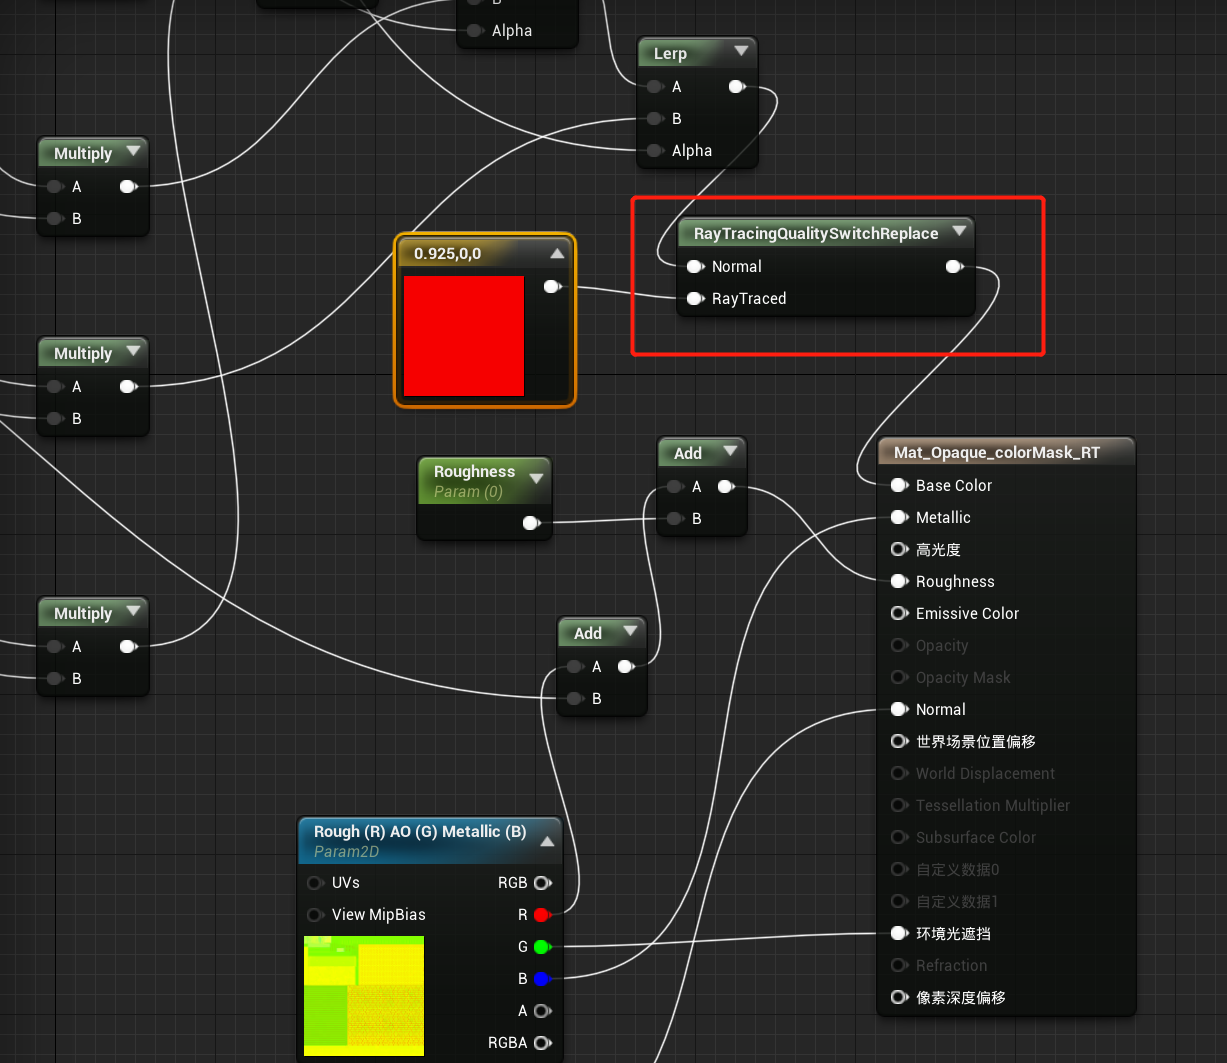 B
Alpha
Lerp
A
B
Alpha
Multiply
A
B
RayTracingQualitySwitchReplace
Normal
RayTraced
0.925,0,0
Multiply
A
B
Roughness
Param (0)
Add
A
B
Mat_Opaque_colorMask_RT
Base Color
Metallic
高光度
Roughness
Emissive Color
Opacity
Opacity Mask
Normal
世界场景位置偏移
World Displacement
Tessellation Multiplier
Subsurface Color
自定义数据0
自定义数据1
环境光遮挡
Refraction
像素深度偏移
Multiply
A
B
Add
A
B
Rough (R) AO (G) Metallic (B)
Param2D
UVs
RGB
View MipBias
R
G
B
A
RGBA